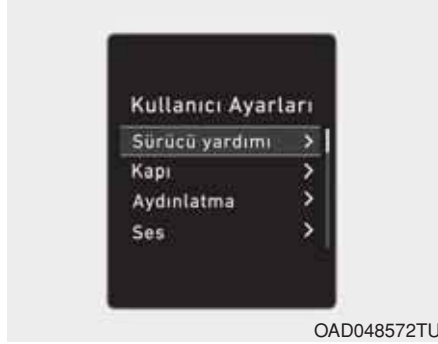 Kullanıcı Ayarları
Sürücü yardımı >
Kapı >
Aydınlatma >
Ses >
OAD048572TU